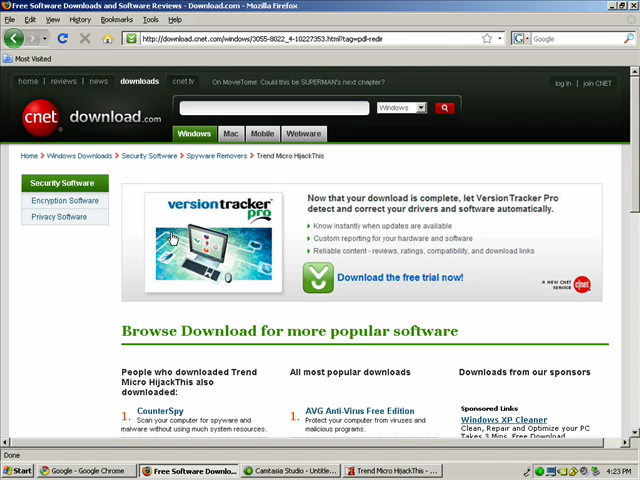 Free Software Downloads and Software Reviews - Download.com - Mozilla Firefox
File Edit View History Bookmarks Tools Help
http://download.cnet.com/windows/3055-8022_4-10227353.html?tag=pdl-redir
Google
Most Visited
home | reviews | news downloads cnet tv On MovieTome: Could this be SUPERMAN's next chapter? log in | join CNET
cnet download.com
Windows
Windows Mac Mobile Webware
Home > Windows Downloads > Security Software > Spyware Removers > Trend Micro HijackThis
Security Software
Encryption Software
Privacy Software
versiontracker
pro
Now that your download is complete, let VersionTracker Pro
detect and correct your drivers and software automatically.
Know instantly when updates are available
Custom reporting for your hardware and software
Reliable content - reviews, ratings, compatibility, and download links
Download the free trial now!
A NEW CNET
SERVICE
cnet
Browse Download for more popular software
People who downloaded Trend
Micro HijackThis also
downloaded:
1. CounterSpy
Scan your computer for spyware and
malware without using much system resources.
All most popular downloads
1. AVG Anti-Virus Free Edition
Protect your computer from viruses and
malicious programs.
Downloads from our sponsors
Sponsored Links
Windows XP Cleaner
Clean, Repair and Optimize your PC
Takes 3 Mins. Free Download
Done
Start Google - Google Chrome Free Software Downlo... Camtasia Studio - Untitle... Trend Micro HijackThis - ... 4:23 PM